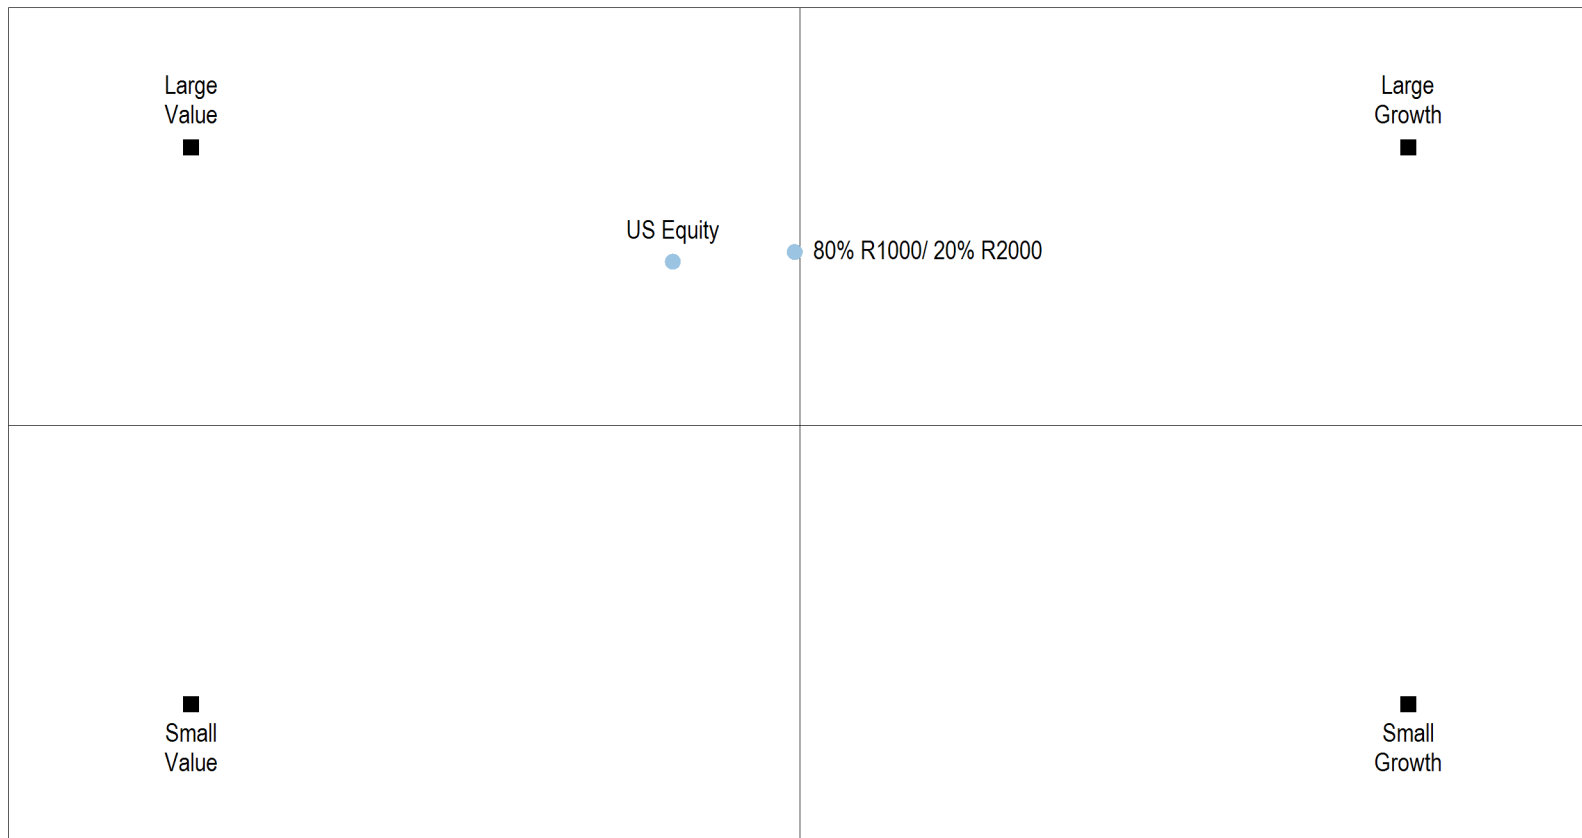 Large
Value
Large
Growth
US Equity
80% R1000/ 20% R2000
Small
Value
Small
Growth